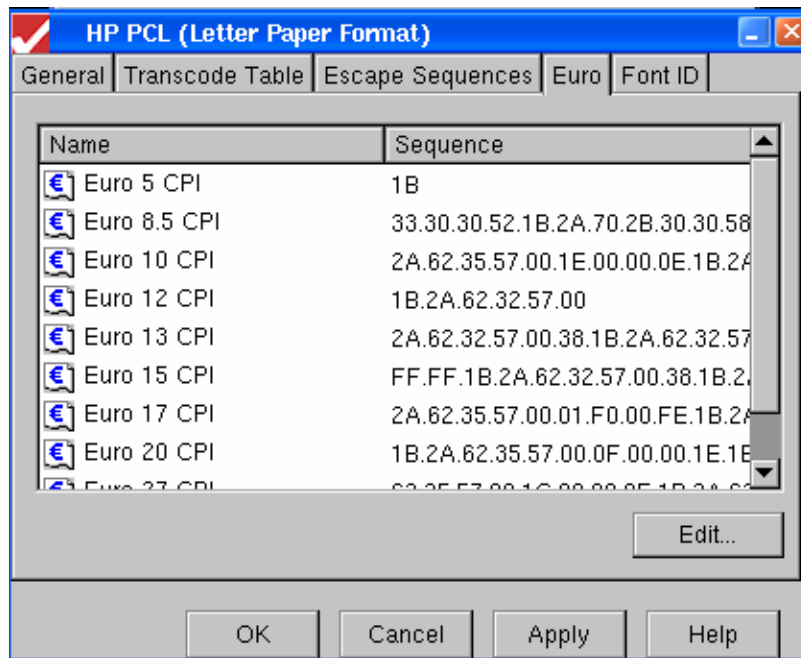 HP PCL (Letter Paper Format)
General Transcode Table Escape Sequences Euro Font ID
Name Sequence
€ Euro 5 CPI 1B
€ Euro 8.5 CPI 33.30.30.52.1B.2A.70.2B.30.30.58
€ Euro 10 CPI 2A.62.35.57.00.1E.00.00.0E.1B.2A
€ Euro 12 CPI 1B.2A.62.32.57.00
€ Euro 13 CPI 2A.62.32.57.00.38.1B.2A.62.32.57
€ Euro 15 CPI FF.FF.1B.2A.62.32.57.00.38.1B.2
€ Euro 17 CPI 2A.62.35.57.00.01.F0.00.FE.1B.2A
€ Euro 20 CPI 1B.2A.62.35.57.00.0F.00.00.1E.1B
€ Euro 27 CPI
Edit...
OK Cancel Apply Help